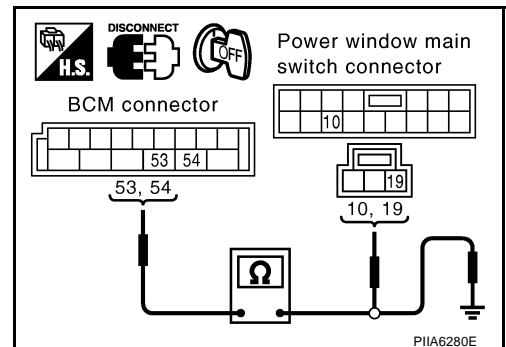 H.S.
DISCONNECT
OFF
Power window main
switch connector
BCM connector
10
53 54
19
53, 54
10, 19
Ω
PIIA6280E